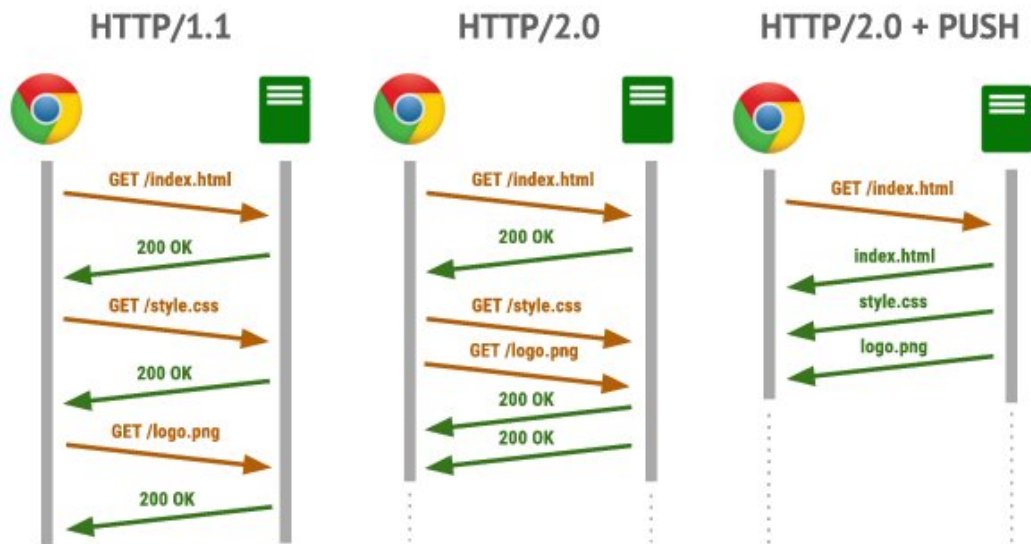 HTTP/1.1
GET /index.html
200 OK
GET /style.css
200 OK
GET /logo.png
200 OK
HTTP/2.0
GET /index.html
200 OK
GET /style.css
GET /logo.png
200 OK
200 OK
HTTP/2.0 + PUSH
GET /index.html
index.html
style.css
logo.png